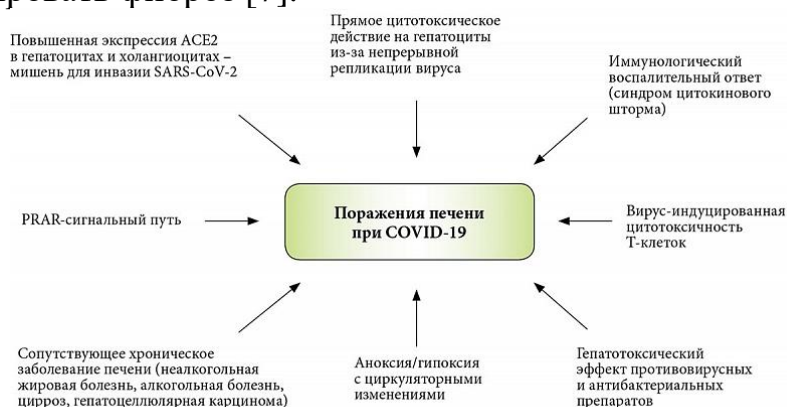 Прямое цитотоксическое
действие на гепатоциты
из-за непрерывной
репликации вируса
Повышенная экспрессия ACE2
в гепатоцитах и холангиоцитах –
мишень для инвазии SARS-CoV-2
Иммунологический
воспалительный ответ
(синдром цитокинового
шторма)
PRAR-сигнальный путь
Поражения печени
при COVID-19
Вирус-индуцированная
цитотоксичность
Т-клеток
Сопутствующее хроническое
заболевание печени (неалкогольная
жировая болезнь, алкогольная болезнь,
цирроз, гепатоцеллюлярная карцинома)
Аноксия/гипоксия
с циркуляторными
изменениями
Гепатотоксический
эффект противовирусных
и антибактериальных
препаратов